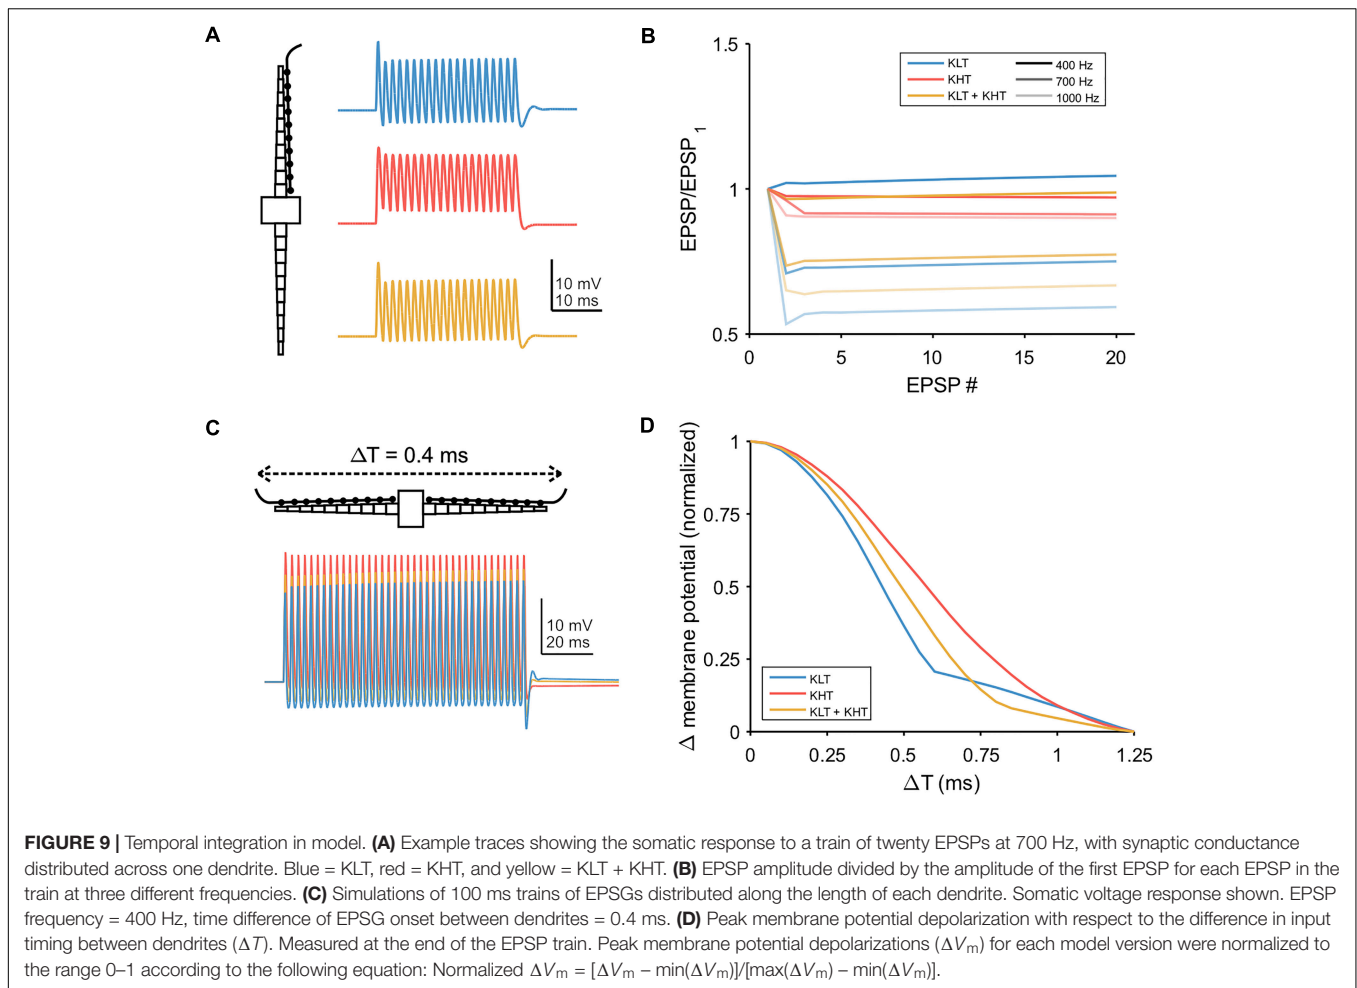 A
10 mV
10 ms
B
1.5
1
0.5
EPSP/EPSP1
KLT
KHT
KLT + KHT
400 Hz
700 Hz
1000 Hz
0
5
10
15
20
EPSP #
C
ΔT = 0.4 ms
10 mV
20 ms
D
1
0.75
0.5
0.25
0
Δ membrane potential (normalized)
KLT
KHT
KLT + KHT
0
0.25
0.5
0.75
1
1.25
ΔT (ms)
FIGURE 9 | Temporal integration in model. (A) Example traces showing the somatic response to a train of twenty EPSPs at 700 Hz, with synaptic conductance
distributed across one dendrite. Blue = KLT, red = KHT, and yellow = KLT + KHT. (B) EPSP amplitude divided by the amplitude of the first EPSP for each EPSP in the
train at three different frequencies. (C) Simulations of 100 ms trains of EPSGs distributed along the length of each dendrite. Somatic voltage response shown. EPSP
frequency = 400 Hz, time difference of EPSG onset between dendrites = 0.4 ms. (D) Peak membrane potential depolarization with respect to the difference in input
timing between dendrites (ΔT). Measured at the end of the EPSP train. Peak membrane potential depolarizations (ΔVm) for each model version were normalized to
the range 0–1 according to the following equation: Normalized ΔVm = [ΔVm – min(ΔVm)]/[max(ΔVm) – min(ΔVm)].